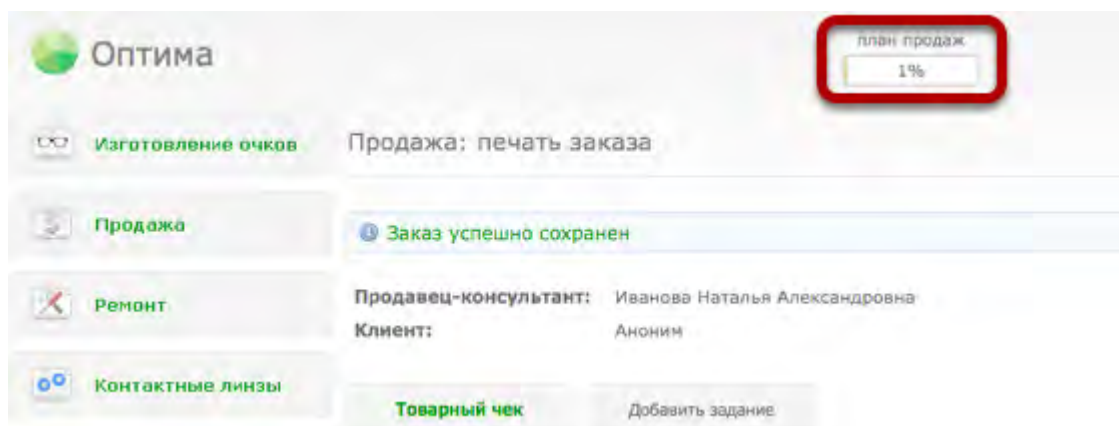 Оптима
план продаж
1%
Изготовление очков
Продажа: печать заказа
Продажа
Заказ успешно сохранен
Ремонт
Продавец-консультант: Иванова Наталья Александровна
Клиент: Аноним
Контактные линзы
Товарный чек
Добавить задание